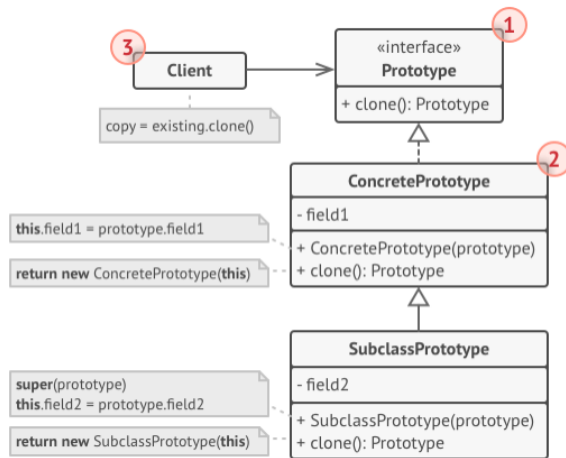 1
«interface»
Prototype
+ clone(): Prototype
3
Client
copy = existing.clone()
2
ConcretePrototype
- field1
+ ConcretePrototype(prototype)
+ clone(): Prototype
this.field1 = prototype.field1
return new ConcretePrototype(this)
SubclassPrototype
- field2
+ SubclassPrototype(prototype)
+ clone(): Prototype
super(prototype)
this.field2 = prototype.field2
return new SubclassPrototype(this)